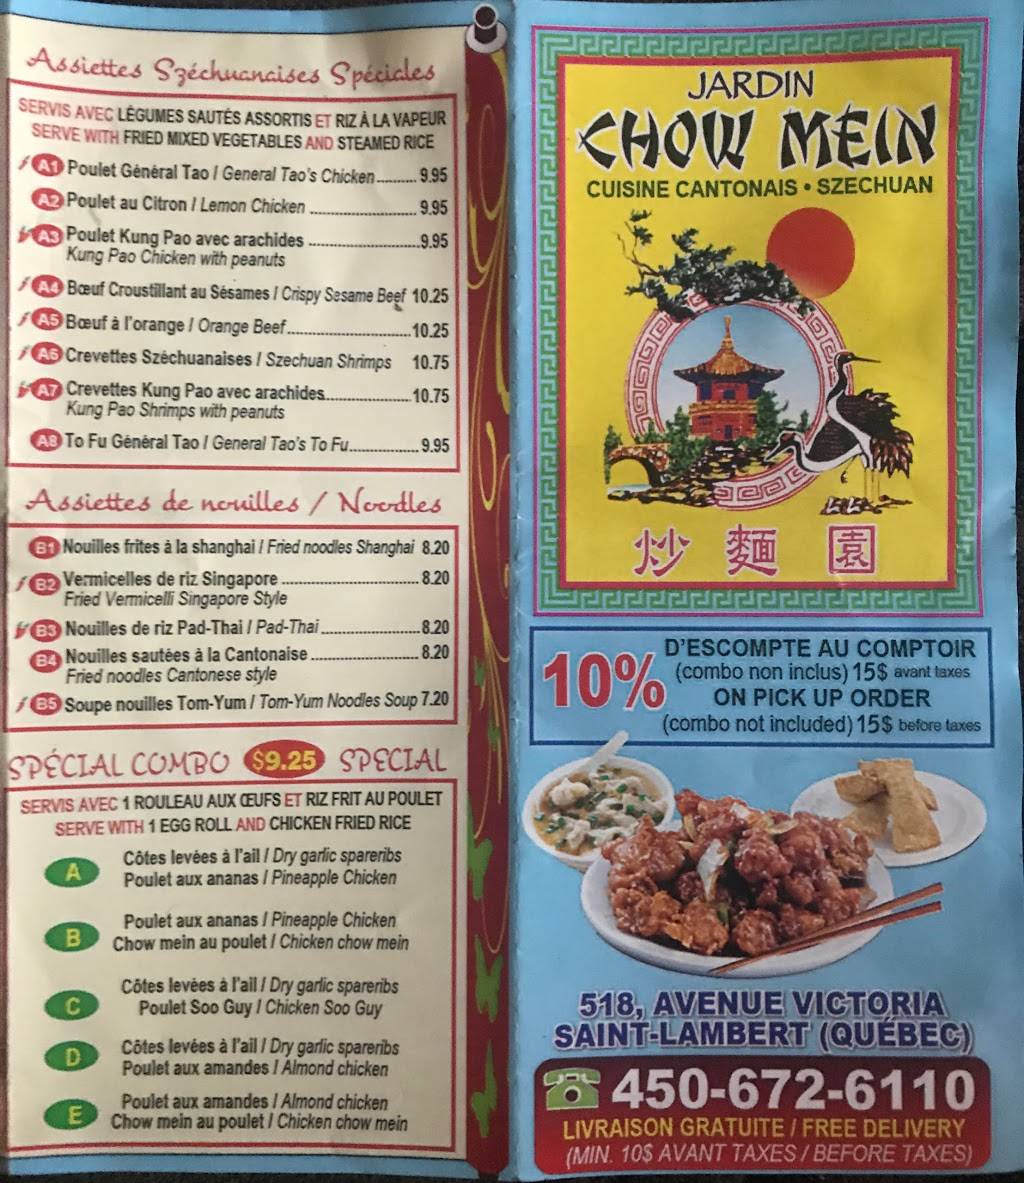 Assiettes Széchuanaises Spéciales
SERVIS AVEC LÉGUMES SAUTÉS ASSORTIS ET RIZ À LA VAPEUR
SERVE WITH FRIED MIXED VEGETABLES AND STEAMED RICE
A1 Poulet Général Tao / General Tao's Chicken .......... 9.95
A2 Poulet au Citron / Lemon Chicken .......................... 9.95
A3 Poulet Kung Pao avec arachides ...........................9.95
Kung Pao Chicken with peanuts
A4 Bœuf Croustillant au Sésames / Crispy Sesame Beef 10.25
A5 Bœuf à l'orange / Orange Beef.............................10.25
A6 Crevettes Széchuanaises / Szechuan Shrimps 10.75
A7 Crevettes Kung Pao avec arachides.....................10.75
Kung Pao Shrimps with peanuts
A8 To Fu Général Tao / General Tao's To Fu.................9.95
Assiettes de nouilles / Noodles
B1 Nouilles frites à la shanghai / Fried noodles Shanghai 8.20
B2 Vermicelles de riz Singapore .................................8.20
Fried Vermicelli Singapore Style
B3 Nouilles de riz Pad-Thai / Pad-Thai........................8.20
B4 Nouilles sautées à la Cantonaise ..........................8.20
Fried noodles Cantonese style
B5 Soupe nouilles Tom-Yum / Tom-Yum Noodles Soup 7.20
SPÉCIAL COMBO $9.25 SPECIAL
SERVIS AVEC 1 ROULEAU AUX ŒUFS ET RIZ FRIT AU POULET
SERVE WITH 1 EGG ROLL AND CHICKEN FRIED RICE
A Côtes levées à l'ail / Dry garlic spareribs
Poulet aux ananas / Pineapple Chicken
B Poulet aux ananas / Pineapple Chicken
Chow mein au poulet / Chicken chow mein
C Côtes levées à l'ail / Dry garlic spareribs
Poulet Soo Guy / Chicken Soo Guy
D Côtes levées à l'ail / Dry garlic spareribs
Poulet aux amandes / Almond chicken
E Poulet aux amandes / Almond chicken
Chow mein au poulet / Chicken chow mein
JARDIN
CHOW MEIN
CUISINE CANTONAIS • SZECHUAN
炒 麵 園
10% D'ESCOMPTE AU COMPTOIR
(combo non inclus) 15$ avant taxes
ON PICK UP ORDER
(combo not included) 15$ before taxes
518, AVENUE VICTORIA
SAINT-LAMBERT (QUÉBEC)
450-672-6110
LIVRAISON GRATUITE / FREE DELIVERY
(MIN. 10$ AVANT TAXES / BEFORE TAXES)